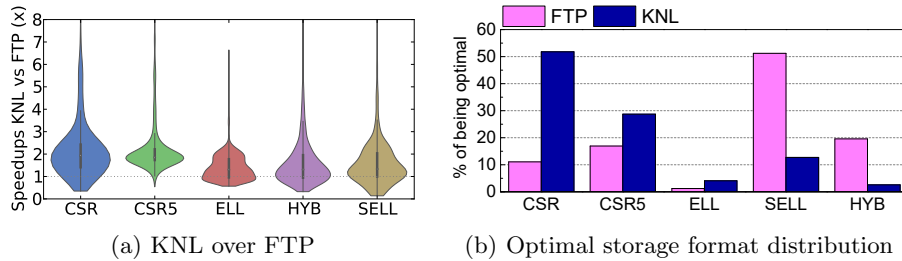 Speedups KNL vs FTP (x)
8
7
6
5
4
3
2
1
0
CSR CSR5 ELL HYB SELL
(a) KNL over FTP
FTP KNL
% of being optimal
60
50
40
30
20
10
0
CSR CSR5 ELL SELL HYB
(b) Optimal storage format distribution